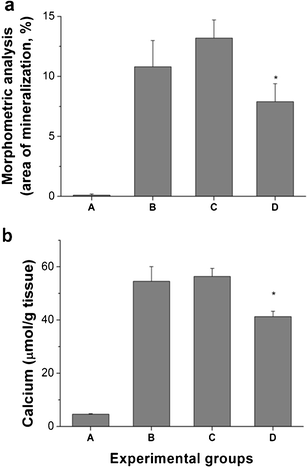 a
Morphometric analysis
(area of mineralization, %)
15
10
5
0
*
A B C D
b
Calcium (μmol/g tissue)
60
40
20
0
*
A B C D
Experimental groups